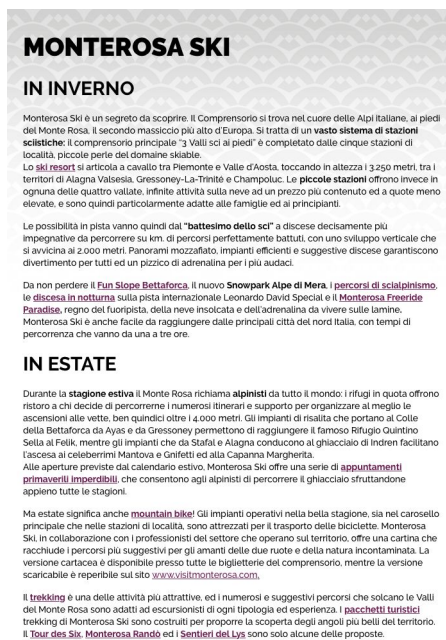 MONTEROSA SKI
IN INVERNO
Monterosa Ski è un segreto da scoprire. Il Comprensorio si trova nel cuore delle Alpi italiane, ai piedi
del Monte Rosa, il secondo massiccio più alto d'Europa. Si tratta di un vasto sistema di stazioni
sciistiche: il comprensorio principale "3 Valli sci ai piedi" è completato dalle cinque stazioni di
località, piccole perle del domaine skiable.
Lo ski resort si articola a cavallo tra Piemonte e Valle d'Aosta, toccando in altezza i 3.250 metri, tra i
territori di Alagna Valsesia, Gressoney-La-Trinité e Champoluc. Le piccole stazioni offrono invece in
ognuna delle quattro vallate, infinite attività sulla neve ad un prezzo più contenuto ed a quote meno
elevate, e sono quindi particolarmente adatte alle famiglie ed ai principianti.
Le possibilità in pista vanno quindi dal "battesimo dello sci" a discese decisamente più
impegnative da percorrere su km. di percorsi perfettamente battuti, con uno sviluppo verticale che
si avvicina ai 2.000 metri. Panorami mozzafiato, impianti efficienti e suggestive discese garantiscono
divertimento per tutti ed un pizzico di adrenalina per i più audaci.
Da non perdere il Fun Slope Bettaforca, il nuovo Snowpark Alpe di Mera, i percorsi di scialpinismo,
le discesa in notturna sulla pista internazionale Leonardo David Special e il Monterosa Freeride
Paradise, regno del fuoripista, della neve insolcata e dell'adrenalina da vivere sulle lamine.
Monterosa Ski è anche facile da raggiungere dalle principali città del nord Italia, con tempi di
percorrenza che vanno da una a tre ore.
IN ESTATE
Durante la stagione estiva il Monte Rosa richiama alpinisti da tutto il mondo: i rifugi in quota offrono
ristoro a chi decide di percorrerne i numerosi itinerari e supporto per organizzare al meglio le
ascensioni alle vette, ben quindici oltre i 4.000 metri. Gli impianti di risalita che portano al Colle
della Bettaforca da Ayas e da Gressoney permettono di raggiungere il famoso Rifugio Quintino
Sella al Felik, mentre gli impianti che da Stafal e Alagna conducono al ghiacciaio di Indren facilitano
l'ascesa ai celeberrimi Mantova e Gnifetti ed alla Capanna Margherita.
Alle aperture previste dal calendario estivo, Monterosa Ski offre una serie di appuntamenti
primaverili imperdibili, che consentono agli alpinisti di percorrere il ghiacciaio sfruttandone
appieno tutte le stagioni.
Ma estate significa anche mountain bike! Gli impianti operativi nella bella stagione, sia nel carosello
principale che nelle stazioni di località, sono attrezzati per il trasporto delle biciclette. Monterosa
Ski, in collaborazione con i professionisti del settore che operano sul territorio, offre una cartina che
racchiude i percorsi più suggestivi per gli amanti delle due ruote e della natura incontaminata. La
versione cartacea è disponibile presso tutte le biglietterie del comprensorio, mentre la versione
scaricabile è reperibile sul sito www.visitmonterosa.com.
Il trekking è una delle attività più attrattive, ed i numerosi e suggestivi percorsi che solcano le Valli
del Monte Rosa sono adatti ad escursionisti di ogni tipologia ed esperienza. I pacchetti turistici
trekking di Monterosa Ski sono costruiti per proporre la scoperta degli angoli più belli del territorio.
Il Tour des Six, Monterosa Randò ed i Sentieri del Lys sono solo alcune delle proposte.